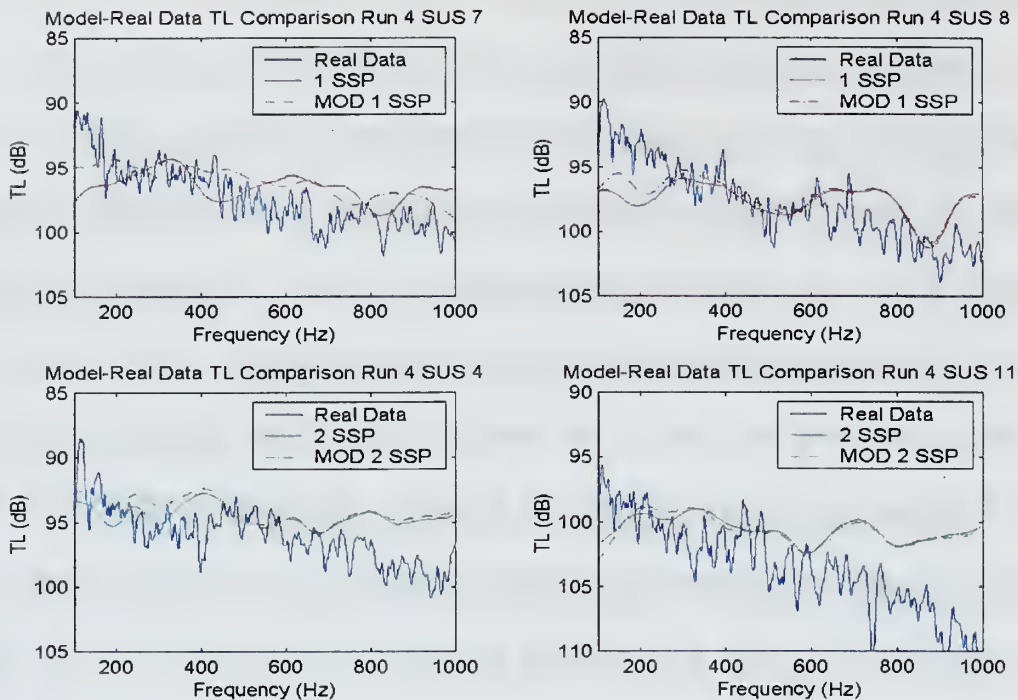 Model-Real Data TL Comparison Run 4 SUS 7
85
90
95
100
105
TL (dB)
Real Data
1 SSP
MOD 1 SSP
200
400
600
800
1000
Frequency (Hz)
Model-Real Data TL Comparison Run 4 SUS 8
85
90
95
100
105
TL (dB)
Real Data
1 SSP
MOD 1 SSP
200
400
600
800
1000
Frequency (Hz)
Model-Real Data TL Comparison Run 4 SUS 4
85
90
95
100
105
TL (dB)
Real Data
2 SSP
MOD 2 SSP
200
400
600
800
1000
Frequency (Hz)
Model-Real Data TL Comparison Run 4 SUS 11
90
95
100
105
110
TL (dB)
Real Data
2 SSP
MOD 2 SSP
200
400
600
800
1000
Frequency (Hz)